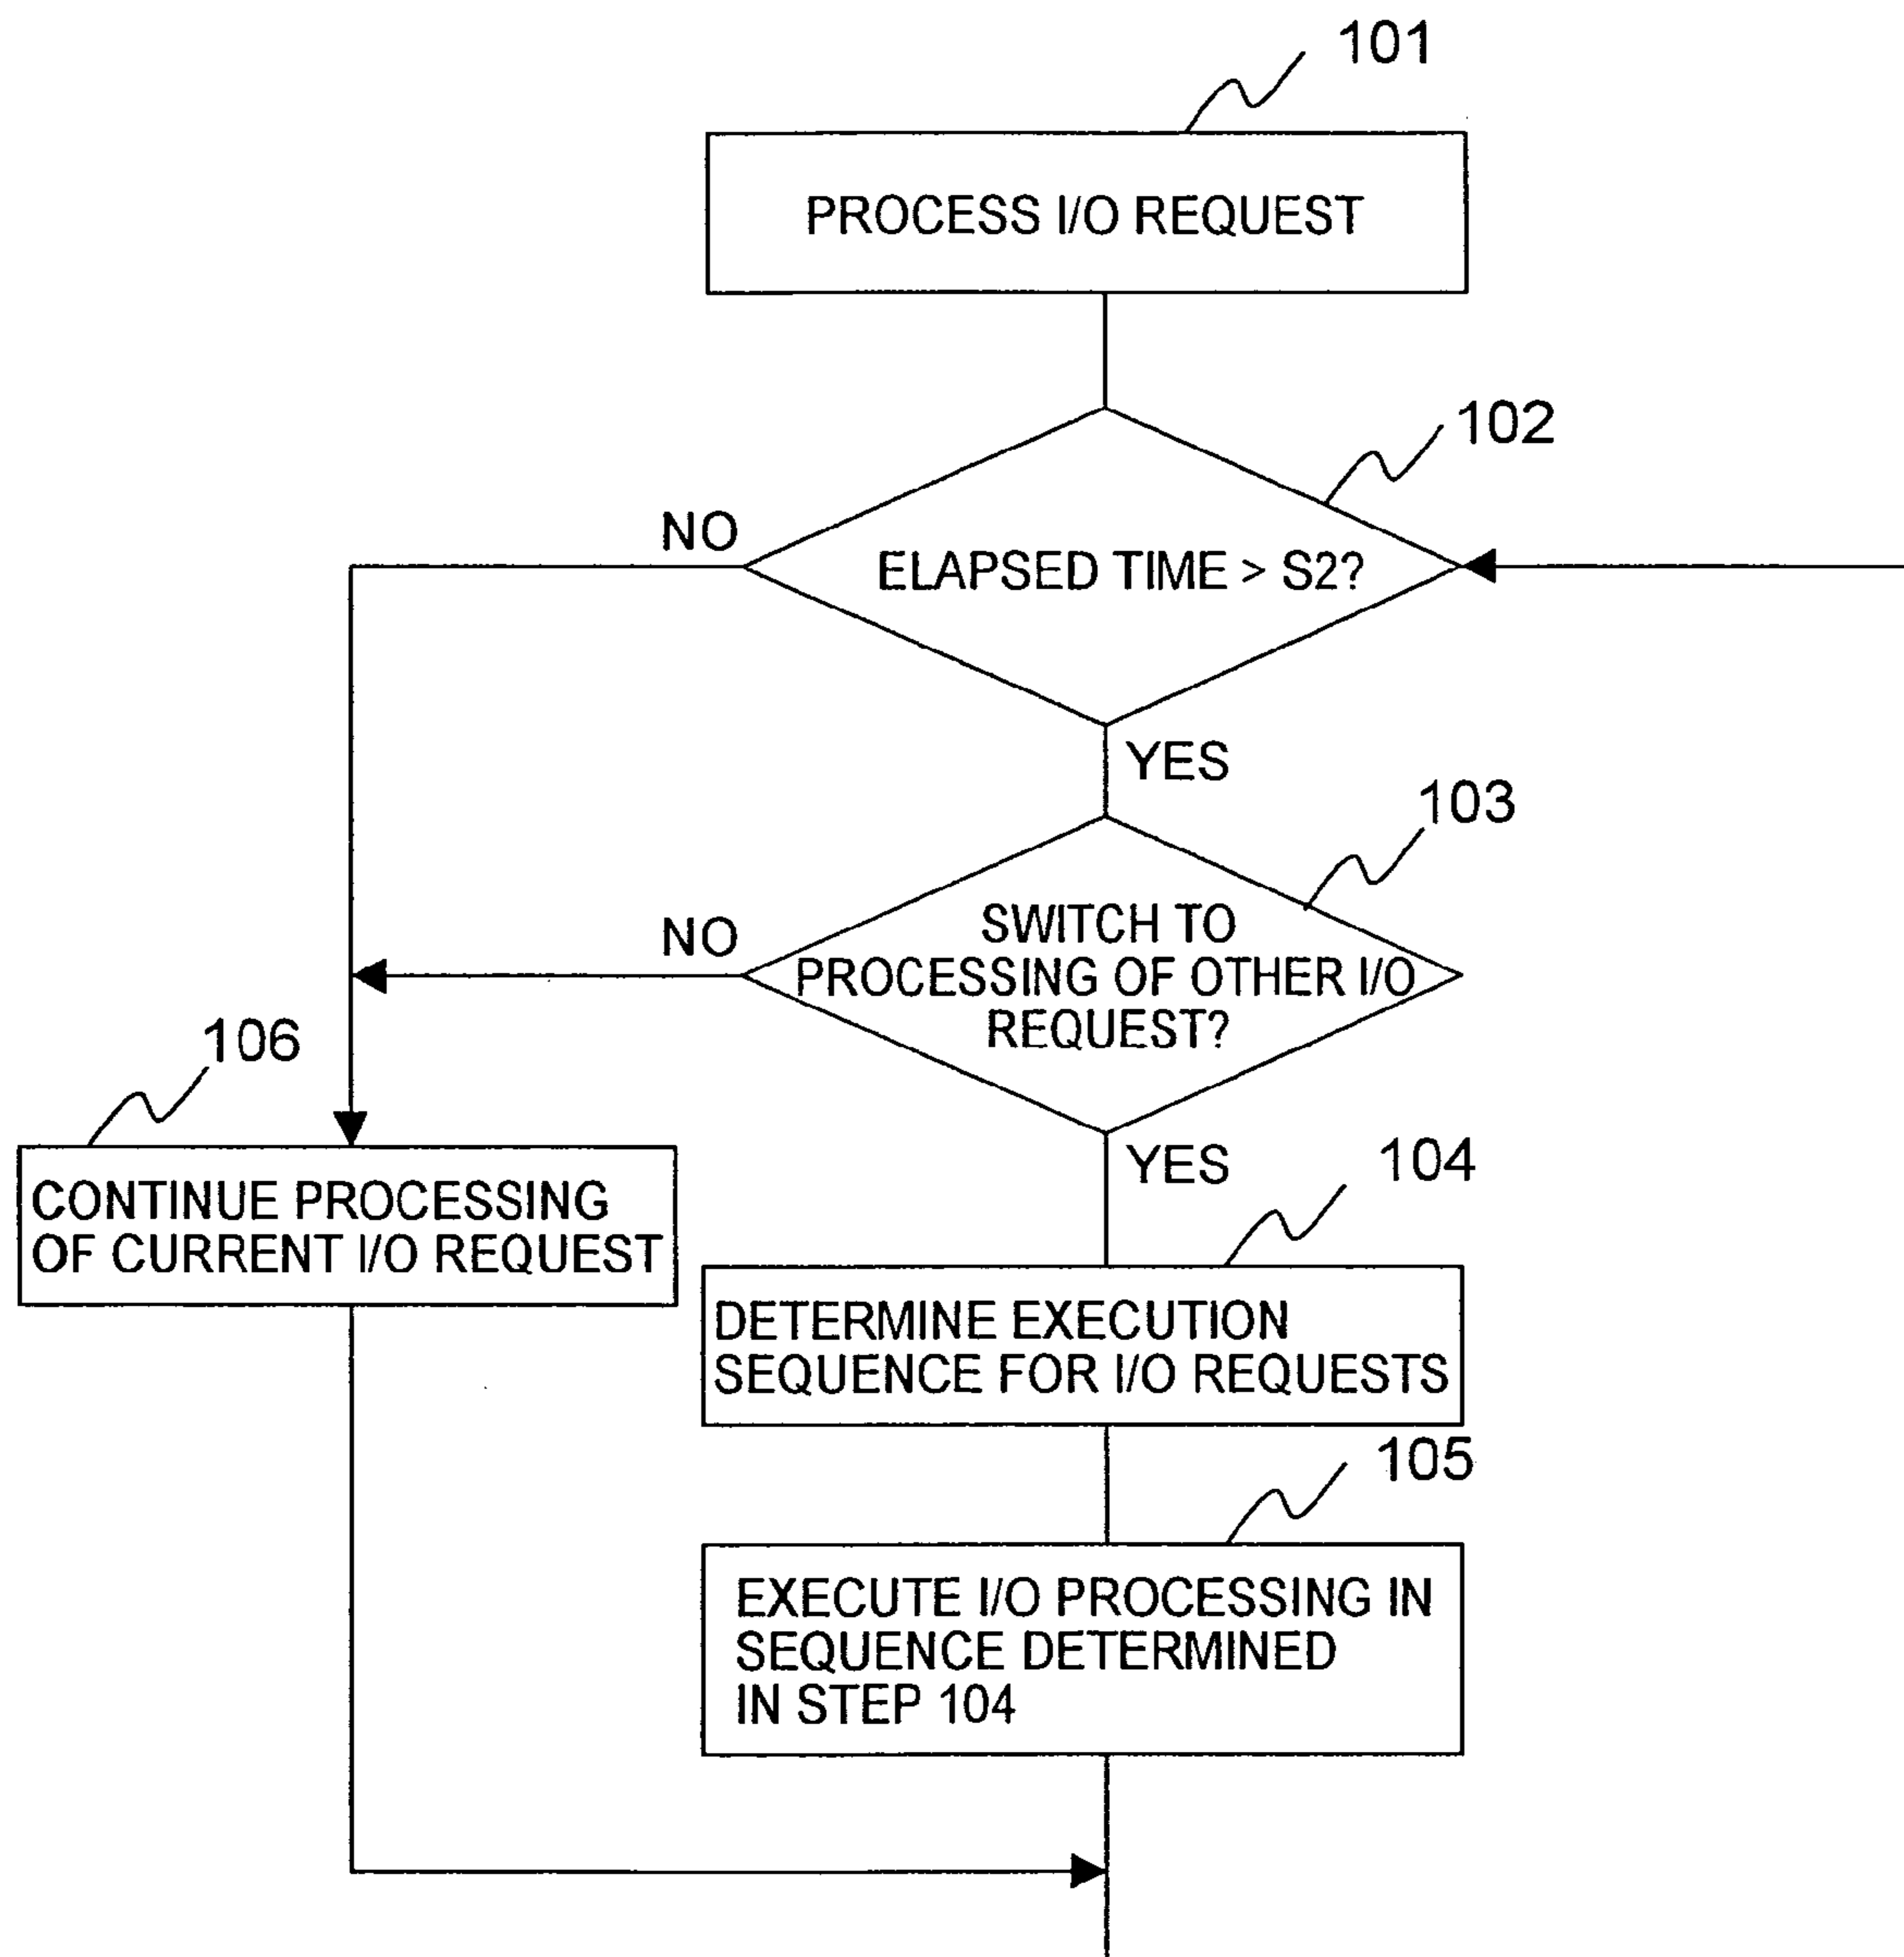 101
PROCESS I/O REQUEST
102
NO
ELAPSED TIME > S2?
YES
103
NO
SWITCH TO
PROCESSING OF OTHER I/O
REQUEST?
106
YES
104
CONTINUE PROCESSING
OF CURRENT I/O REQUEST
DETERMINE EXECUTION
SEQUENCE FOR I/O REQUESTS
105
EXECUTE I/O PROCESSING IN
SEQUENCE DETERMINED
IN STEP 104